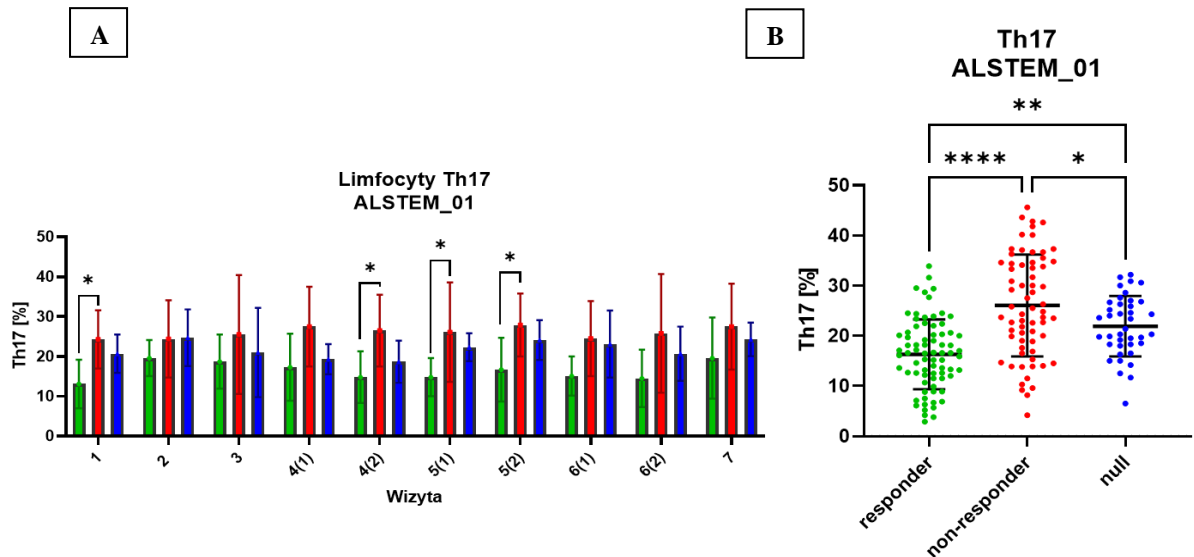 A
Limfocyty Th17
ALSTEM_01
Th17 [%]
50
40
30
20
10
0
*
*
*
*
1
2
3
4(1)
4(2)
5(1)
5(2)
6(1)
6(2)
7
Wizyta
B
Th17
ALSTEM_01
**
****
*
Th17 [%]
50
40
30
20
10
0
responder
non-responder
null